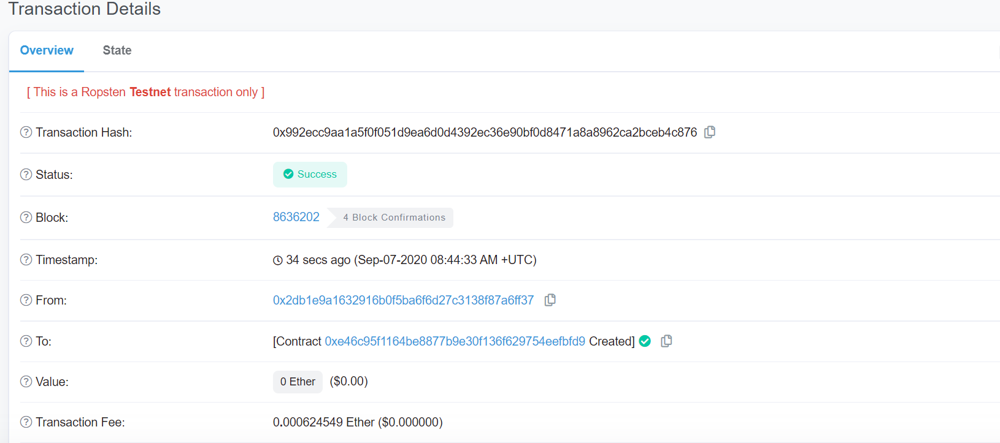 Transaction Details
Overview State
[ This is a Ropsten Testnet transaction only ]
Transaction Hash: 0x992ecc9aa1a5f0f051d9ea6d0d4392ec36e90bf0d8471a8a8962ca2bceb4c876
Status: Success
Block: 8636202 4 Block Confirmations
Timestamp: 34 secs ago (Sep-07-2020 08:44:33 AM +UTC)
From: 0x2db1e9a1632916b0f5ba6f6d27c3138f87a6ff37
To: [Contract 0xe46c95f1164be8877b9e30f136f629754eefbfd9 Created]
Value: 0 Ether ($0.00)
Transaction Fee: 0.000624549 Ether ($0.000000)